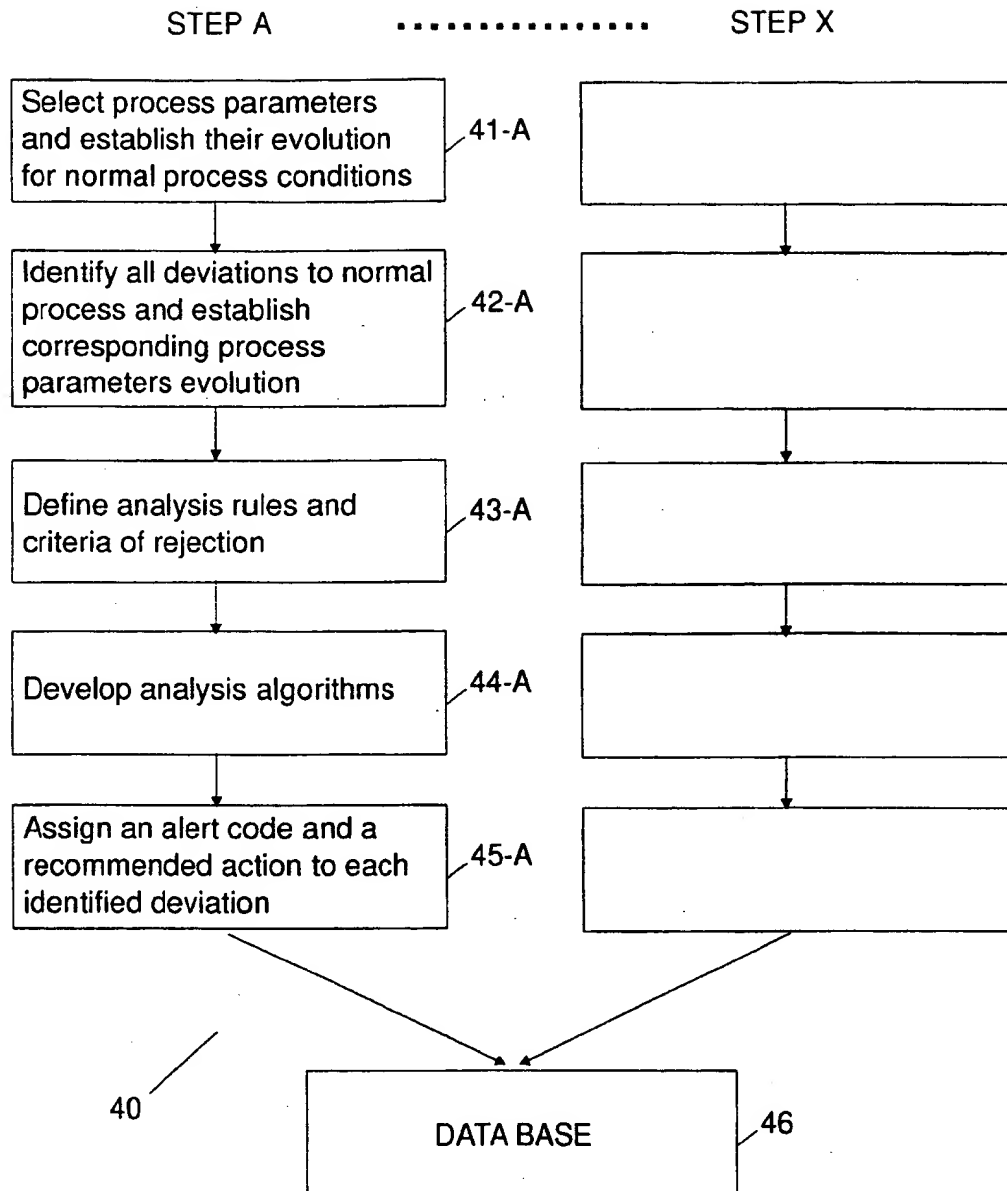 STEP A
STEP X
Select process parameters
and establish their evolution
for normal process conditions
41-A
Identify all deviations to normal
process and establish
corresponding process
parameters evolution
42-A
Define analysis rules and
criteria of rejection
43-A
Develop analysis algorithms
44-A
Assign an alert code and a
recommended action to each
identified deviation
45-A
40
DATA BASE
46